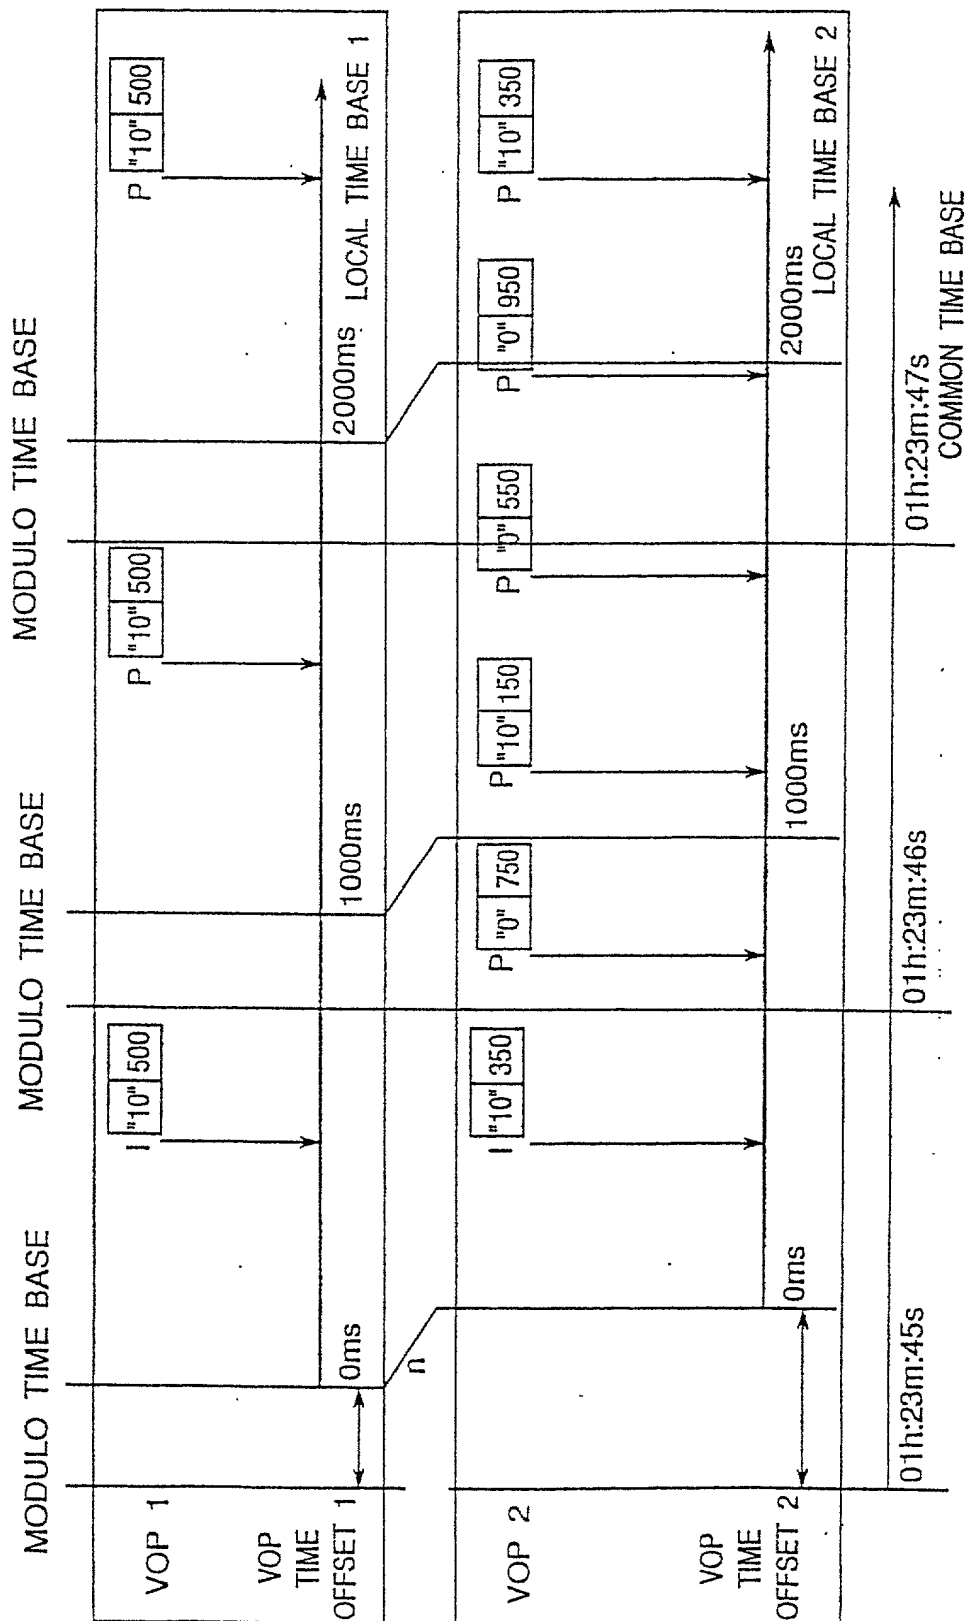 MODULO TIME BASE
MODULO TIME BASE
MODULO TIME BASE
VOP 1
I "10" 500
P "10" 500
P "10" 500
VOP
TIME
OFFSET 1
0ms
1000ms
2000ms
LOCAL TIME BASE 1
n
VOP 2
I "10" 350
P "0" 750
P "10" 150
P "0" 550
P "0" 950
P "10" 350
VOP
TIME
OFFSET 2
0ms
1000ms
2000ms
LOCAL TIME BASE 2
01h:23m:45s
01h:23m:46s
01h:23m:47s
COMMON TIME BASE